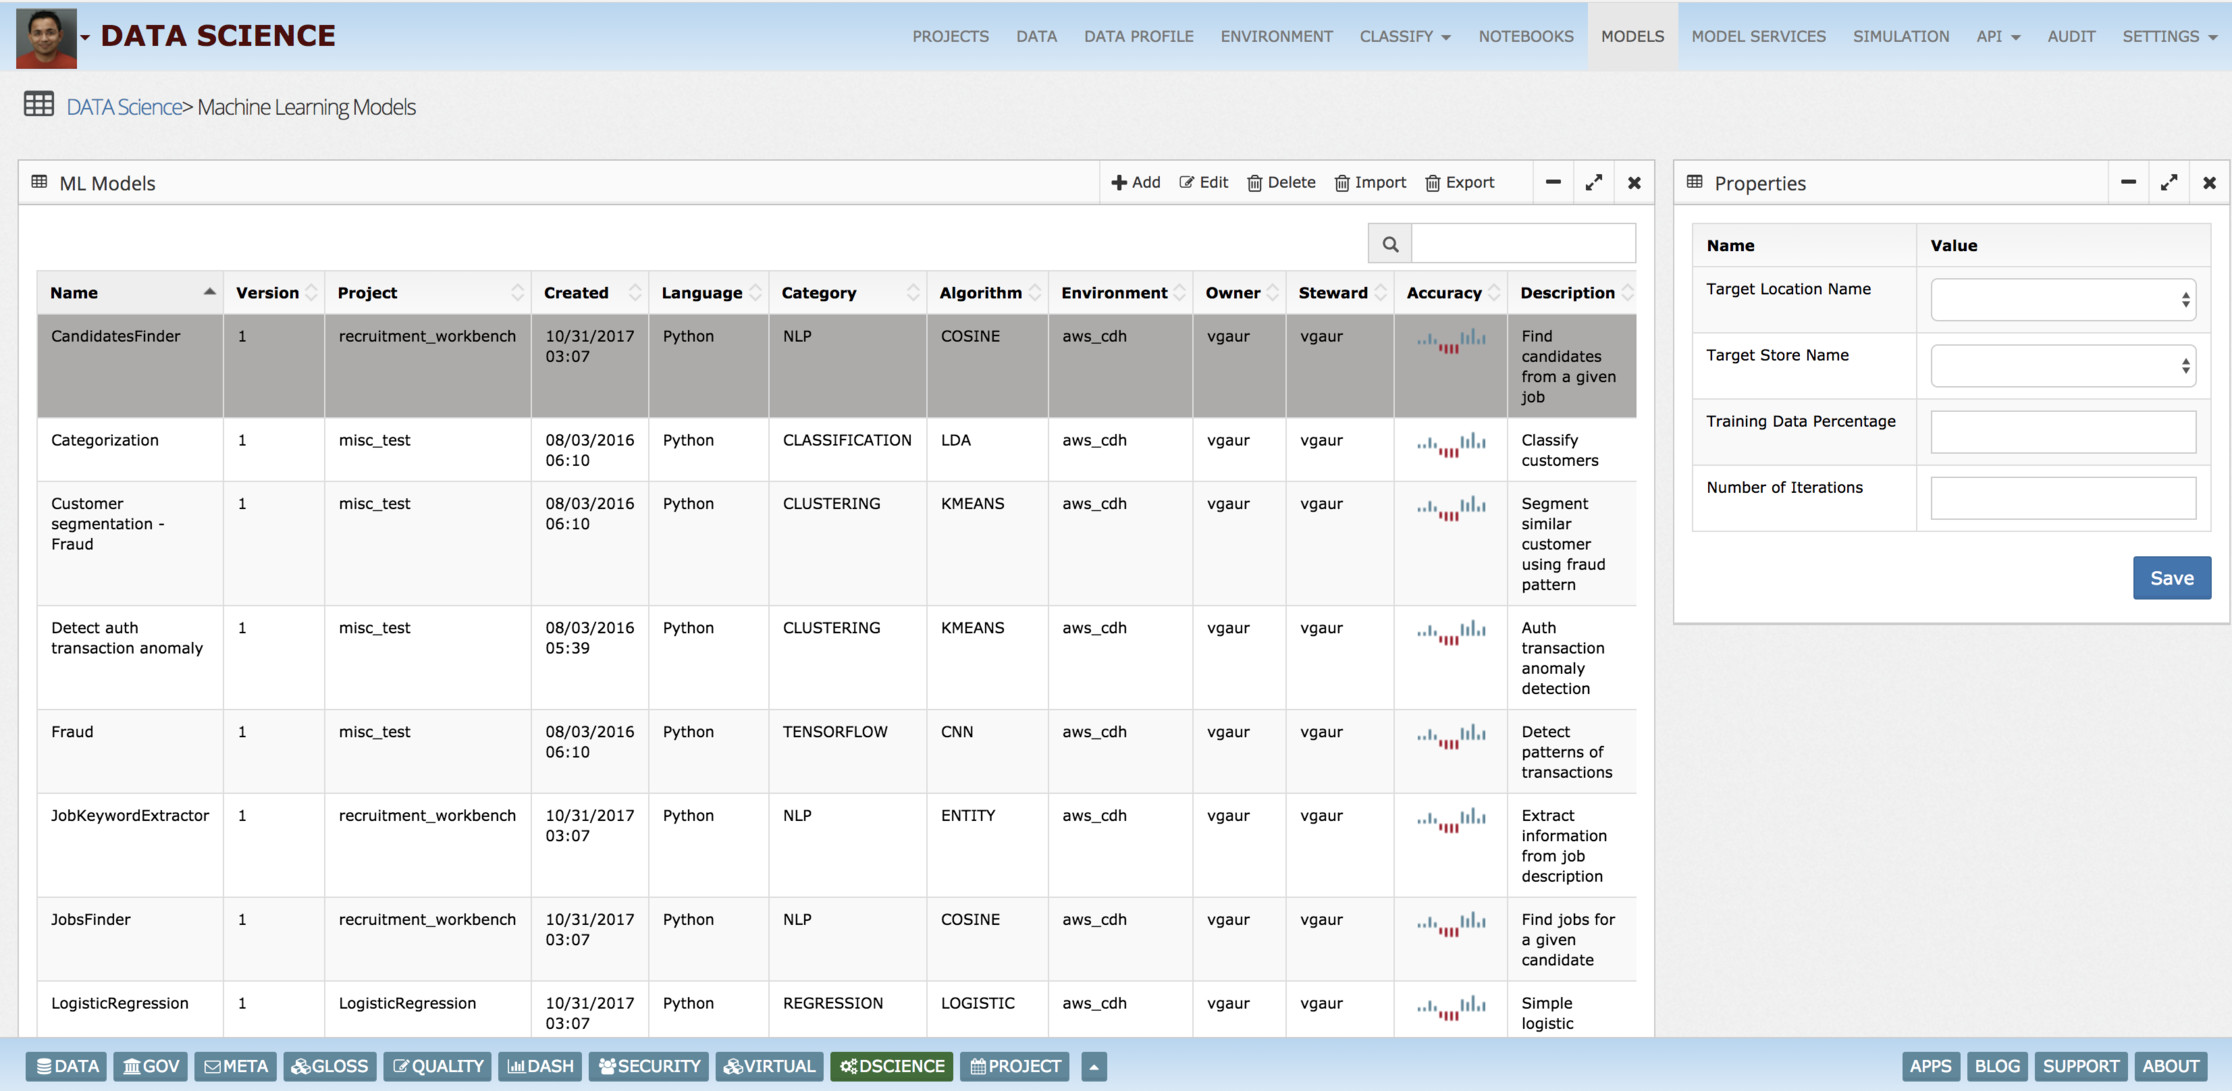 DATA SCIENCE
PROJECTS DATA DATA PROFILE ENVIRONMENT CLASSIFY NOTEBOOKS MODELS MODEL SERVICES SIMULATION API AUDIT SETTINGS
DATA Science> Machine Learning Models
ML Models
Add Edit Delete Import Export
Name Version Project Created Language Category Algorithm Environment Owner Steward Accuracy Description
CandidatesFinder 1 recruitment_workbench 10/31/2017 Python NLP COSINE aws_cdh vgaur vgaur Find
03:07 candidates
from a given
job
Categorization 1 misc_test 08/03/2016 Python CLASSIFICATION LDA aws_cdh vgaur vgaur Classify
06:10 customers
Customer 1 misc_test 08/03/2016 Python CLUSTERING KMEANS aws_cdh vgaur vgaur Segment
segmentation - 06:10 similar
Fraud customer
using fraud
pattern
Detect auth 1 misc_test 08/03/2016 Python CLUSTERING KMEANS aws_cdh vgaur vgaur Auth
transaction anomaly 05:39 transaction
anomaly
detection
Fraud 1 misc_test 08/03/2016 Python TENSORFLOW CNN aws_cdh vgaur vgaur Detect
06:10 patterns of
transactions
JobKeywordExtractor 1 recruitment_workbench 10/31/2017 Python NLP ENTITY aws_cdh vgaur vgaur Extract
03:07 information
from job
description
JobsFinder 1 recruitment_workbench 10/31/2017 Python NLP COSINE aws_cdh vgaur vgaur Find jobs for
03:07 a given
candidate
LogisticRegression 1 LogisticRegression 10/31/2017 Python REGRESSION LOGISTIC aws_cdh vgaur vgaur Simple
03:07 logistic
Properties
Name Value
Target Location Name
Target Store Name
Training Data Percentage
Number of Iterations
Save
DATA GOV META GLOSS QUALITY DASH SECURITY VIRTUAL DSCIENCE PROJECT
APPS BLOG SUPPORT ABOUT